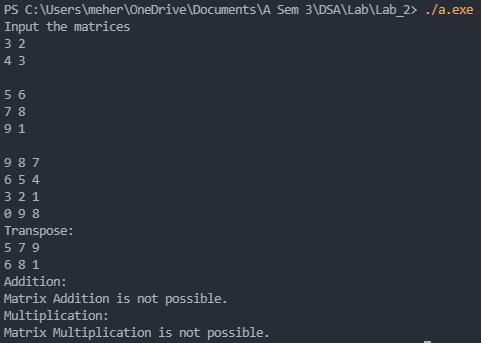 PS C:\Users\meher\OneDrive\Documents\A Sem 3\DSA\Lab\Lab_2> ./a.exe
Input the matrices
3 2
4 3

5 6
7 8
9 1

9 8 7
6 5 4
3 2 1
0 9 8
Transpose:
5 7 9
6 8 1
Addition:
Matrix Addition is not possible.
Multiplication:
Matrix Multiplication is not possible.